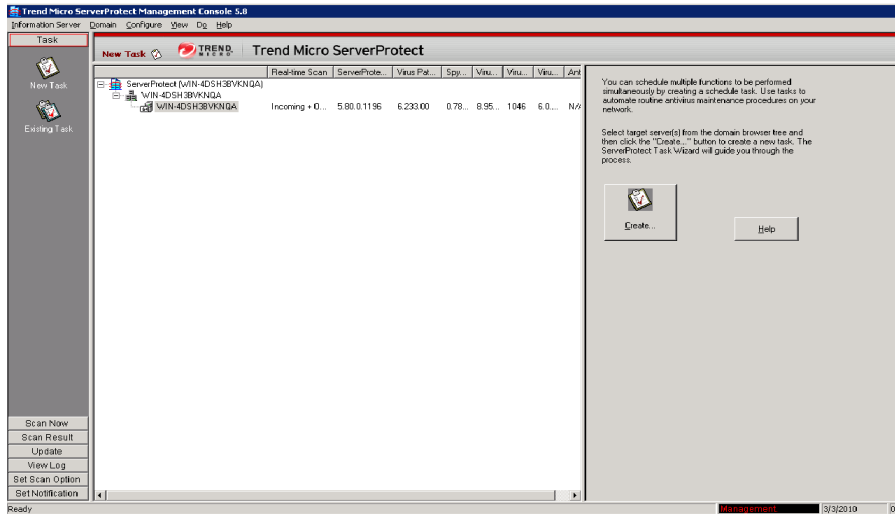 Trend Micro ServerProtect Management Console 5.8
Information Server Domain Configure View Do Help
Task
New Task
Existing Task
Scan Now
Scan Result
Update
View Log
Set Scan Option
Set Notification
New Task TREND MICRO Trend Micro ServerProtect
Real-time Scan ServerProte... Virus Pat... Spy... Viru... Viru... Viru... Ant
ServerProtect (WIN-4DSH3BVKNQA)
WIN-4DSH3BVKNQA
WIN-4DSH3BVKNQA Incoming + O... 5.80.0.1196 6.233.00 0.78... 8.95... 1046 6.0.... N/A
You can schedule multiple functions to be performed
simultaneously by creating a schedule task. Use tasks to
automate routine antivirus maintenance procedures on your
network.
Select target server(s) from the domain browser tree and
then click the "Create..." button to create a new task. The
ServerProtect Task Wizard will guide you through the
process.
Create...
Help
Ready Management 3/3/2010